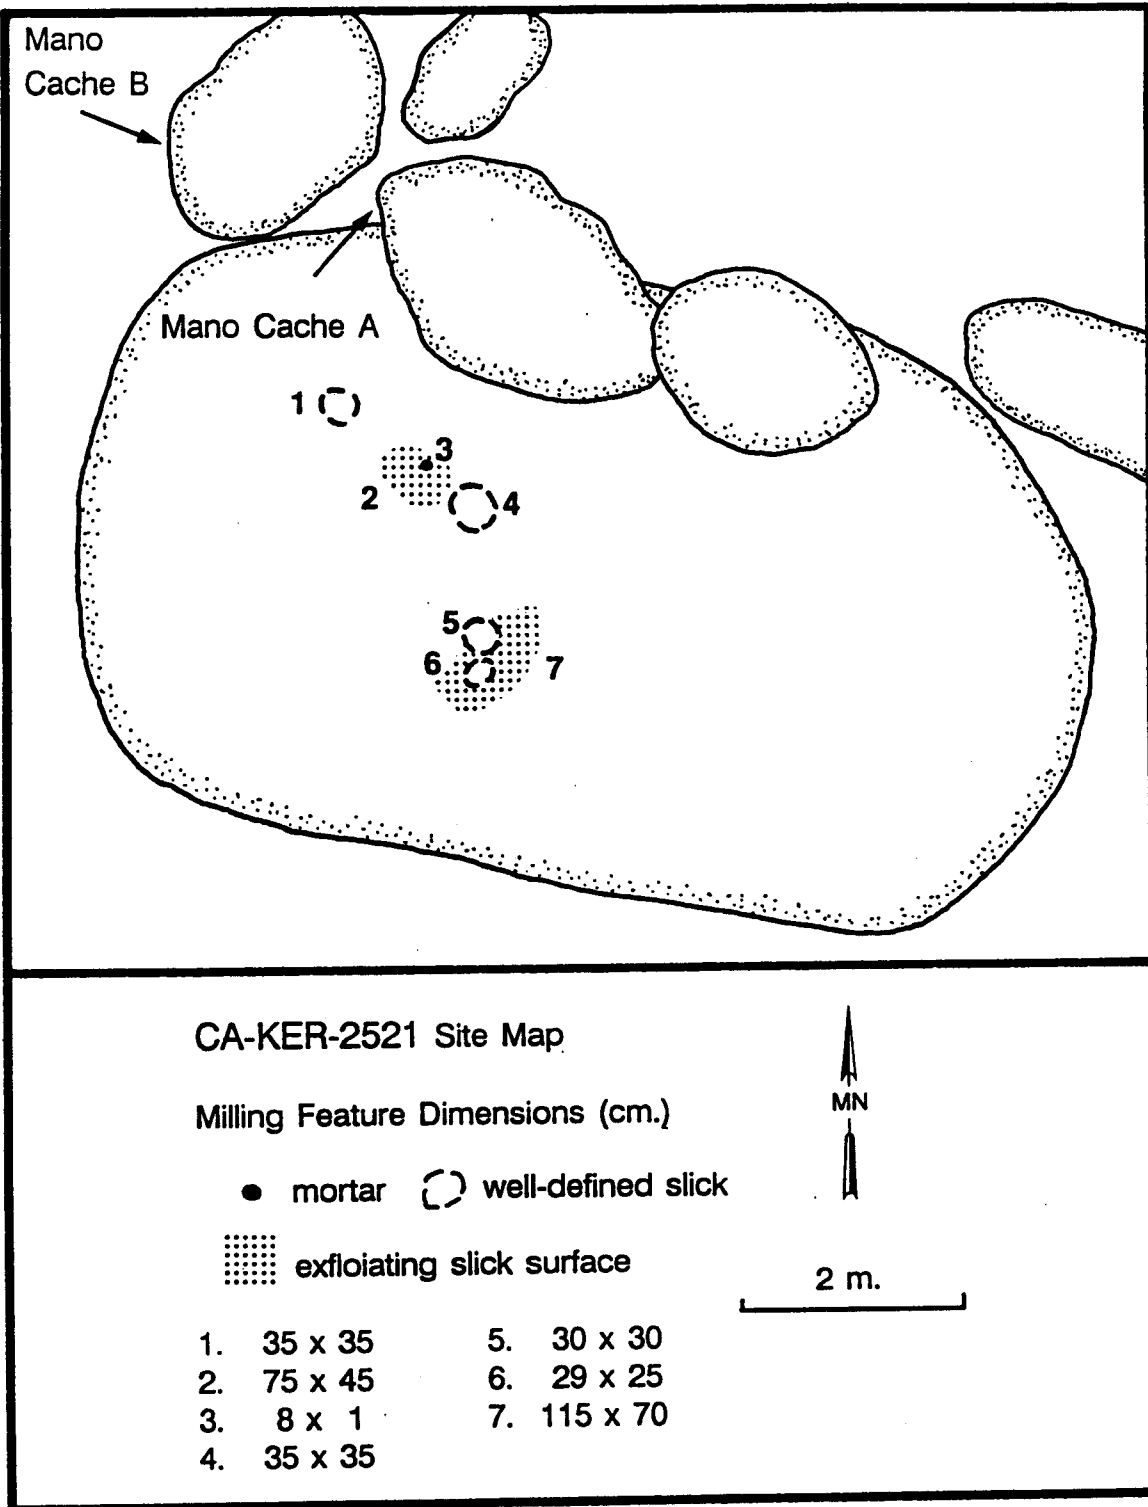 Mano
Cache B
Mano Cache A
1
3
2
4
5
6
7
CA-KER-2521 Site Map
Milling Feature Dimensions (cm.)
MN
mortar well-defined slick
exfloiating slick surface
2 m.
1. 35 x 35 5. 30 x 30
2. 75 x 45 6. 29 x 25
3. 8 x 1 7. 115 x 70
4. 35 x 35